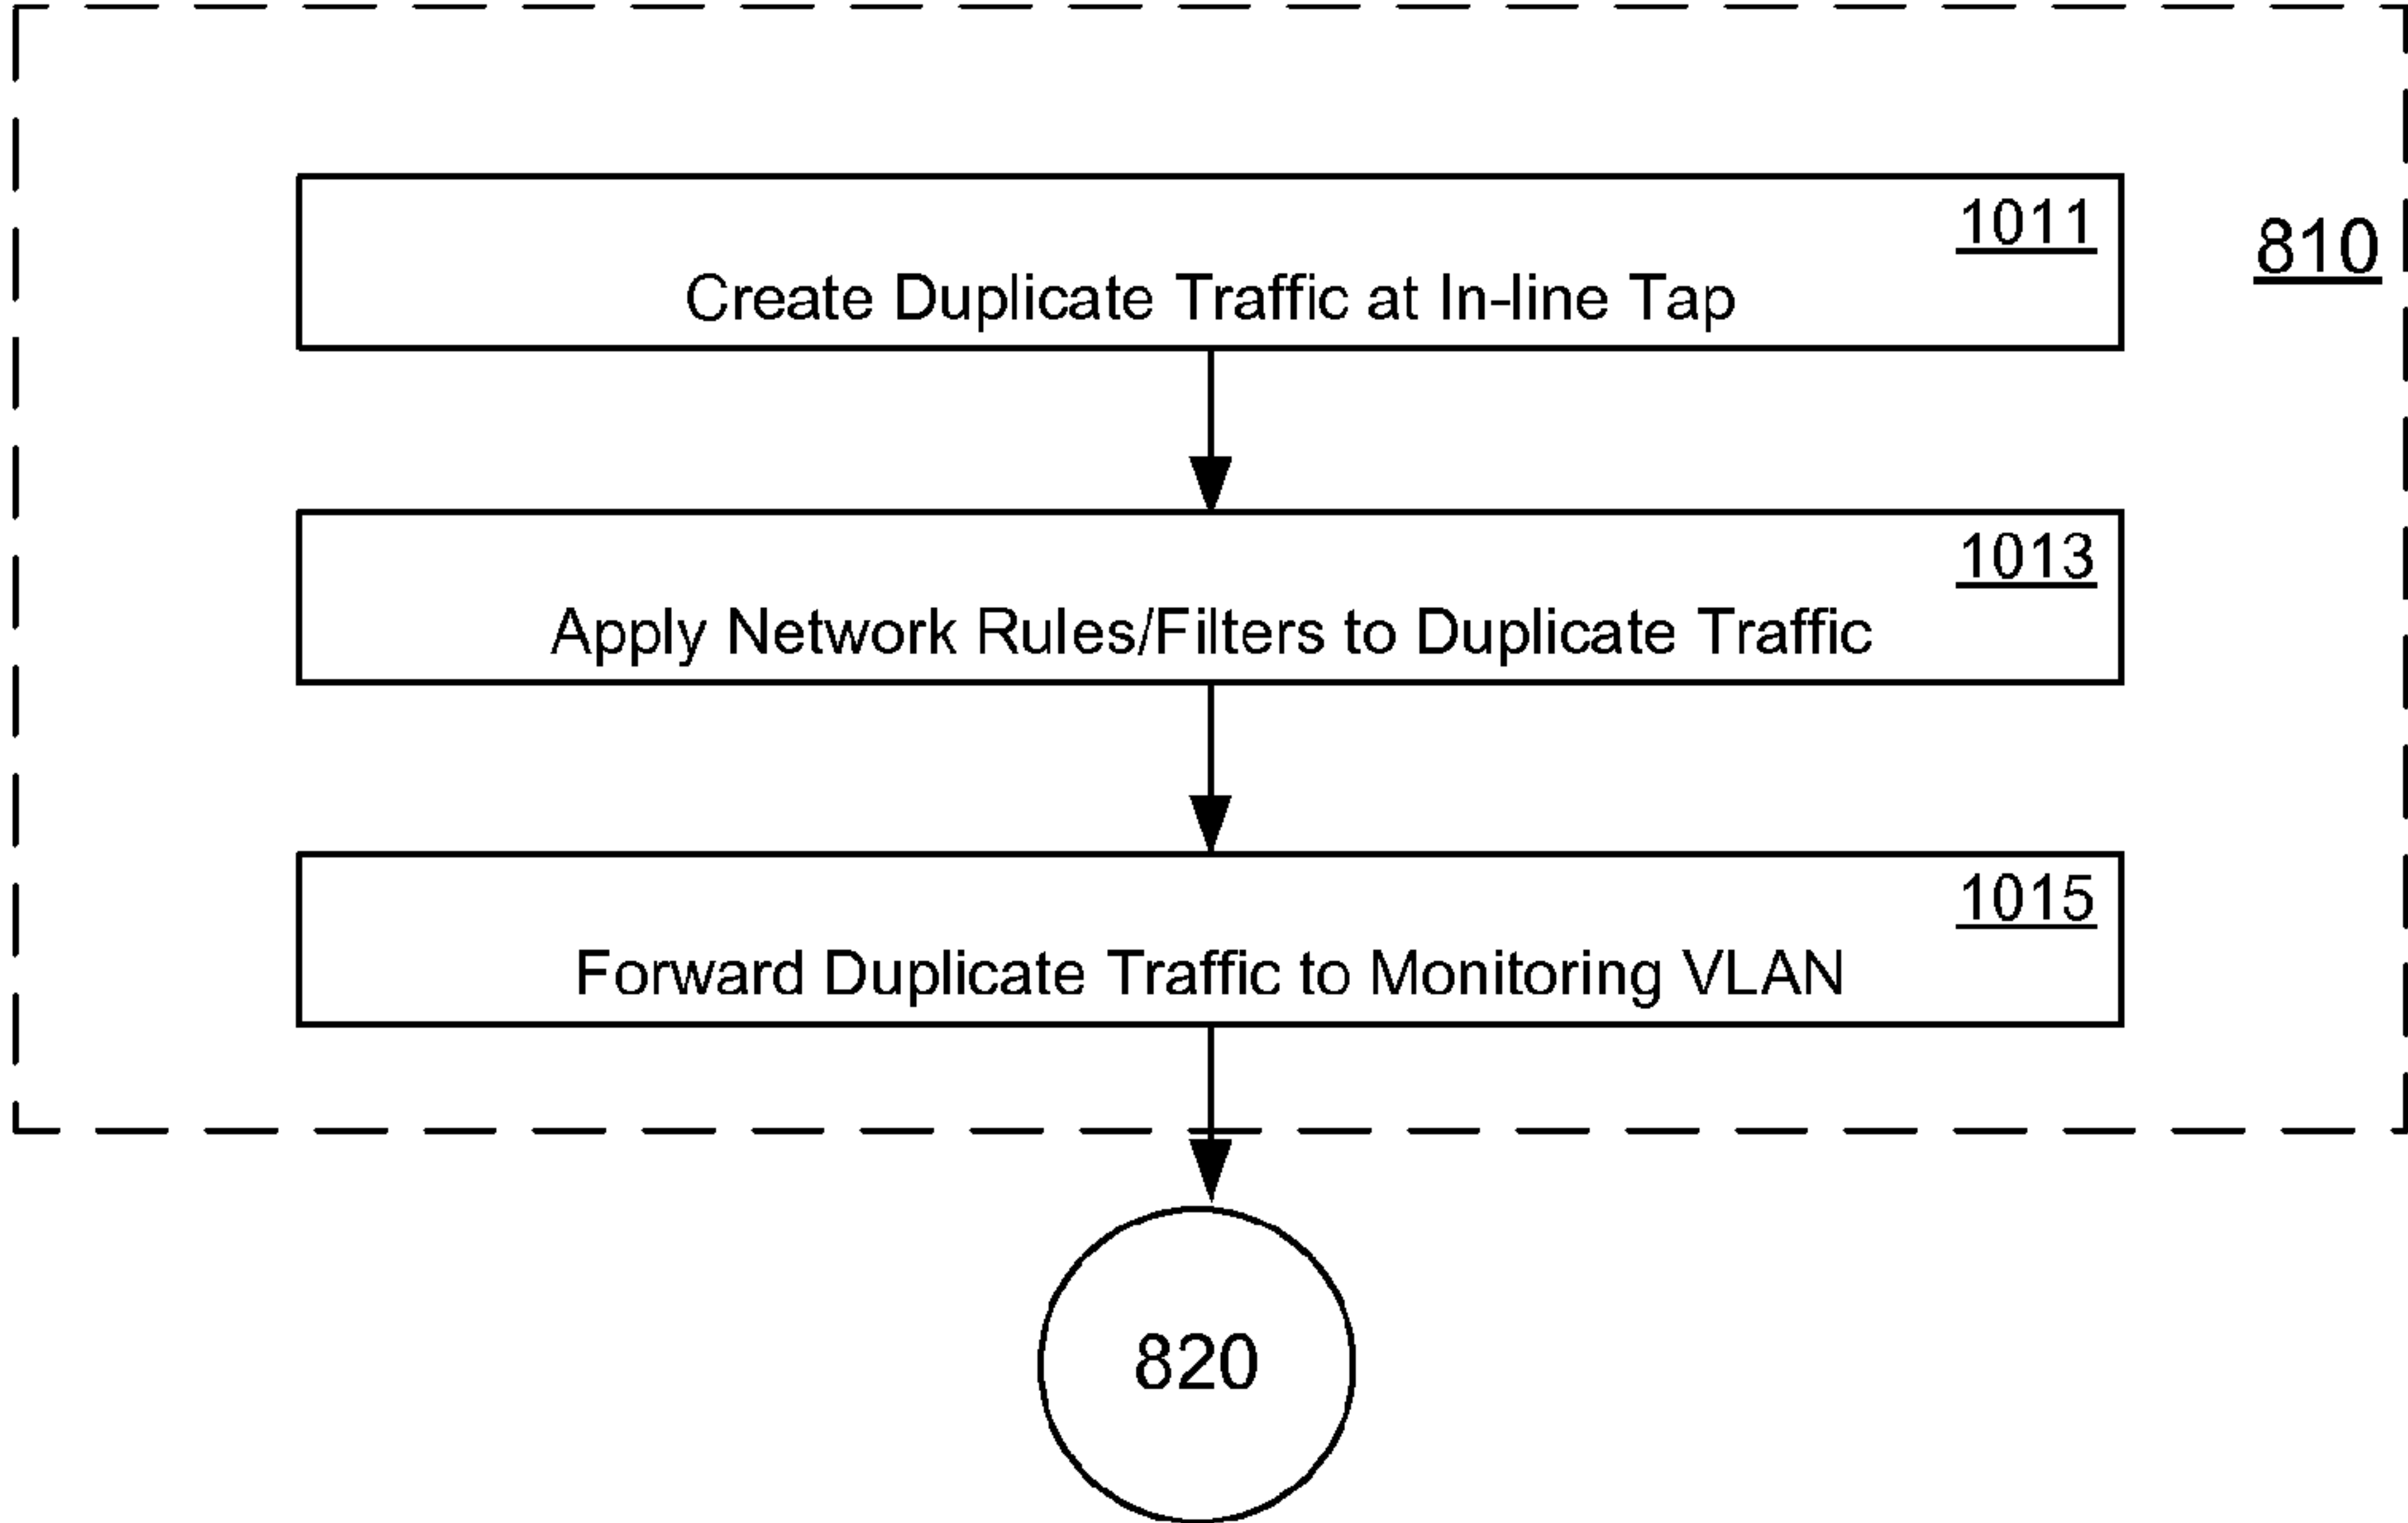 1011
810
Create Duplicate Traffic at In-line Tap
1013
Apply Network Rules/Filters to Duplicate Traffic
1015
Forward Duplicate Traffic to Monitoring VLAN
820